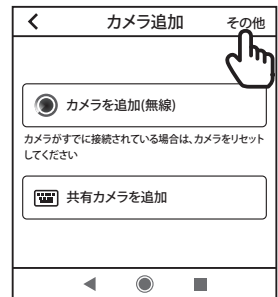 カメラ追加 その他
カメラを追加(無線)
カメラがすでに接続されている場合は、カメラをリセット
してください
共有カメラを追加